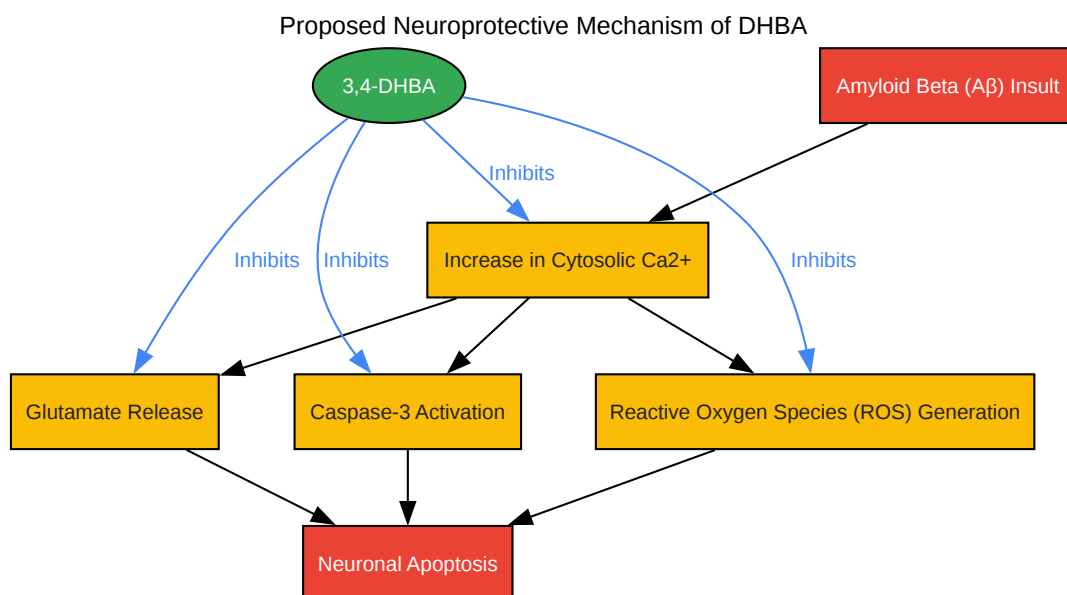 Proposed Neuroprotective Mechanism of DHBA
3,4-DHBA
Amyloid Beta (Aβ) Insult
Inhibits
Increase in Cytosolic Ca2+
Inhibits
Inhibits
Inhibits
Glutamate Release
Caspase-3 Activation
Reactive Oxygen Species (ROS) Generation
Neuronal Apoptosis